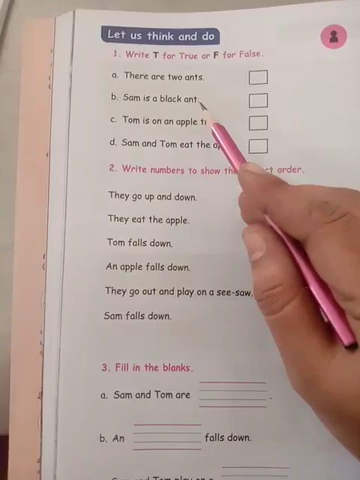 Let us think and do
1. Write T for True or F for False.
a. There are two ants.
b. Sam is a black ant.
c. Tom is on an apple
d. Sam and Tom eat the
2. Write numbers to show the order.
They go up and down.
They eat the apple.
Tom falls down.
An apple falls down.
They go out and play on a see-saw.
Sam falls down.
3. Fill in the blanks.
a. Sam and Tom are .
b. An falls down.